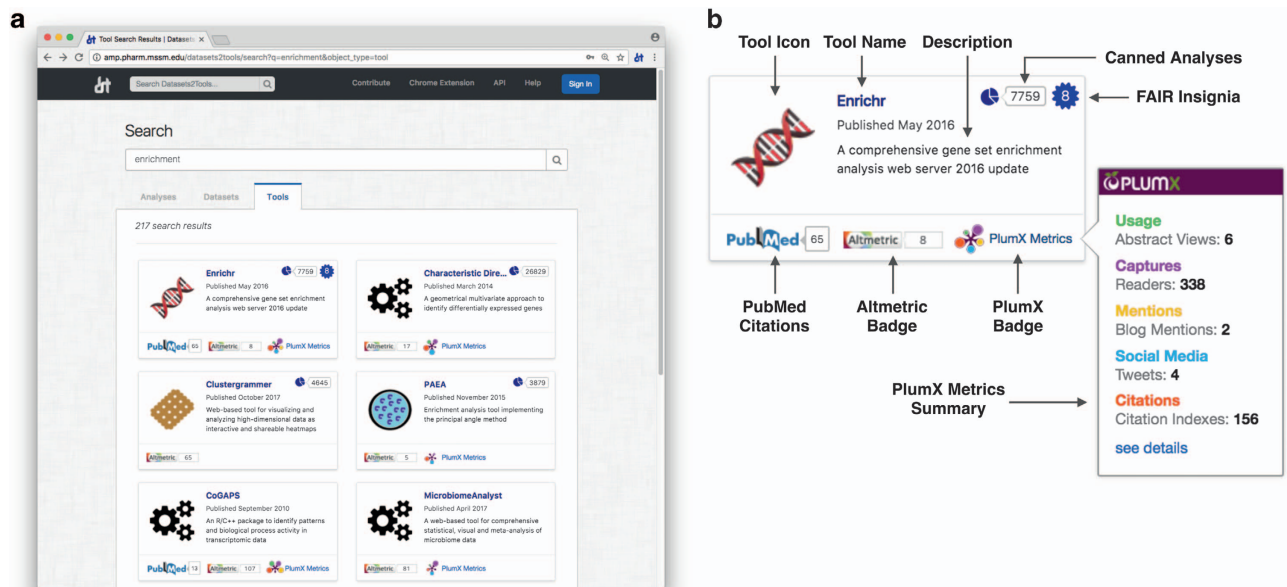 a
Tool Search Results | Datasets
amp.pharm.mssm.edu/datasets2tools/search?q=enrichment&object_type=tool
Search Datasets2Tools...
Contribute
Chrome Extension
API
Help
Sign In
Search
enrichment
Analyses
Datasets
Tools
217 search results
Enrichr
7759
8
Published May 2016
A comprehensive gene set enrichment
analysis web server 2016 update
PubMed
65
Altmetric
8
PlumX Metrics
Characteristic Dire...
26829
Published March 2014
A geometrical multivariate approach to
identify differentially expressed genes
Altmetric
17
PlumX Metrics
Clustergrammer
4645
Published October 2017
Web-based tool for visualizing and
analyzing high-dimensional data as
interactive and shareable heatmaps
Altmetric
65
PAEA
3879
Published November 2015
Enrichment analysis tool implementing
the principal angle method
Altmetric
5
PlumX Metrics
CoGAPS
Published September 2010
An R/C++ package to identify patterns
and biological process activity in
transcriptomic data
PubMed
13
Altmetric
107
PlumX Metrics
MicrobiomeAnalyst
Published April 2017
A web-based tool for comprehensive
statistical, visual and meta-analysis of
microbiome data
Altmetric
81
PlumX Metrics
b
Tool Icon
Tool Name
Description
Canned Analyses
FAIR Insignia
Enrichr
7759
8
Published May 2016
A comprehensive gene set enrichment
analysis web server 2016 update
PubMed
65
Altmetric
8
PlumX Metrics
PubMed
Citations
Altmetric
Badge
PlumX
Badge
PlumX Metrics
Summary
PLUMX
Usage
Abstract Views: 6
Captures
Readers: 338
Mentions
Blog Mentions: 2
Social Media
Tweets: 4
Citations
Citation Indexes: 156
see details